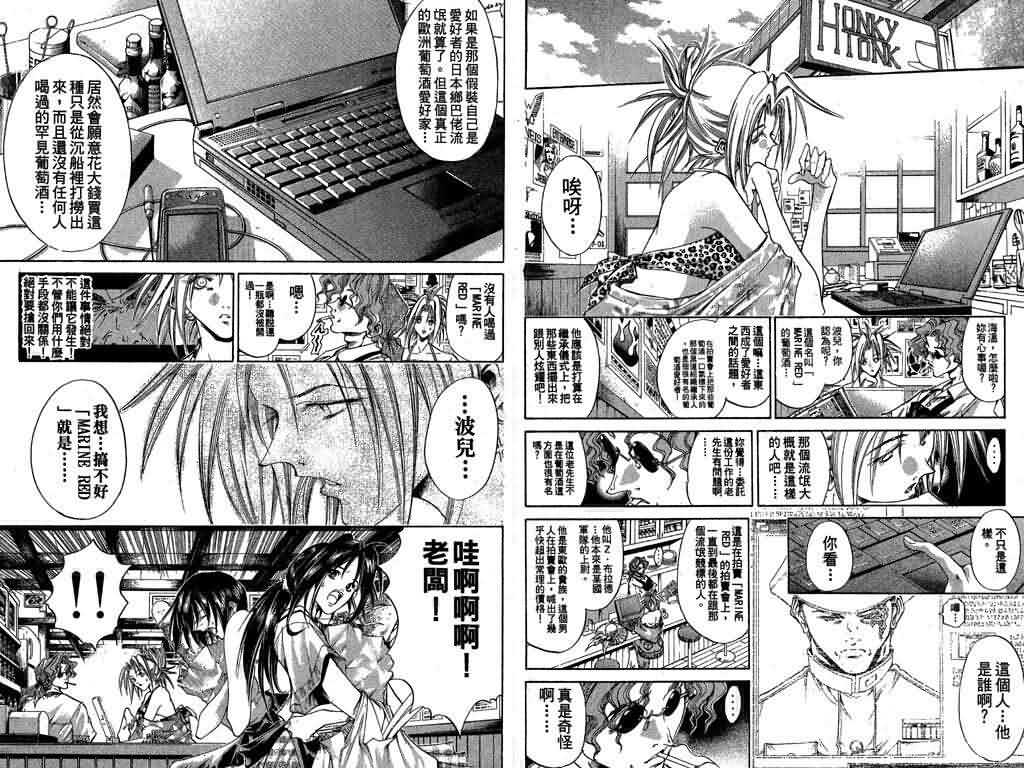 HONKY
TONK
唉呀…
海溫，怎麼啦？
妳有心事喔？
波兒，你
認為呢？
這個名叫「
MARINE
RED」…
這個嘛…這東
西成了愛好者
之間的話題，
他應該是打算在
繼承儀式上，把
那些東西擺出來
跟別人炫耀吧！
…
那個流氓大
概就是這樣
的人吧…
妳覺得…委託
這份工作的老
先生有問題啊
…
這位老先生不
是在葡萄酒這
方面也很有名
嗎？
不只是這
樣。
你看…
嗯…
這個人…他
是誰啊？
這是在拍賣「MARINE
RED」的拍賣會上，
一直到最後都在跟那
個流氓競標的人。
他叫Z．布拉德
…他本來是某國
軍隊的上尉。
他是東歐的貴族，這個男
人在拍賣會上，喊出了幾
乎快超出常理的價格
…
真是奇怪
啊……
如果是那個假裝自己是
愛好者的日本鄉巴佬流
氓就算了。但這個真正
的歐洲葡萄酒愛好家…
居然會願意花大錢買這
種只是從沉船裡打撈出
來，而且還沒有任何人
喝過的罕見葡萄酒…
沒有人喝過
「MARINE
RED」嗎？
嗯…
是啊…聽說連
一瓶都沒被開
過！
這件事情絕對
不能讓它發生！
不管你們用什麼
手段都沒關係！
絕對要搶回來！
…波兒…
我想…搞不好
「MARINE RED
」就是……
哇啊啊啊！
老闆！
！！